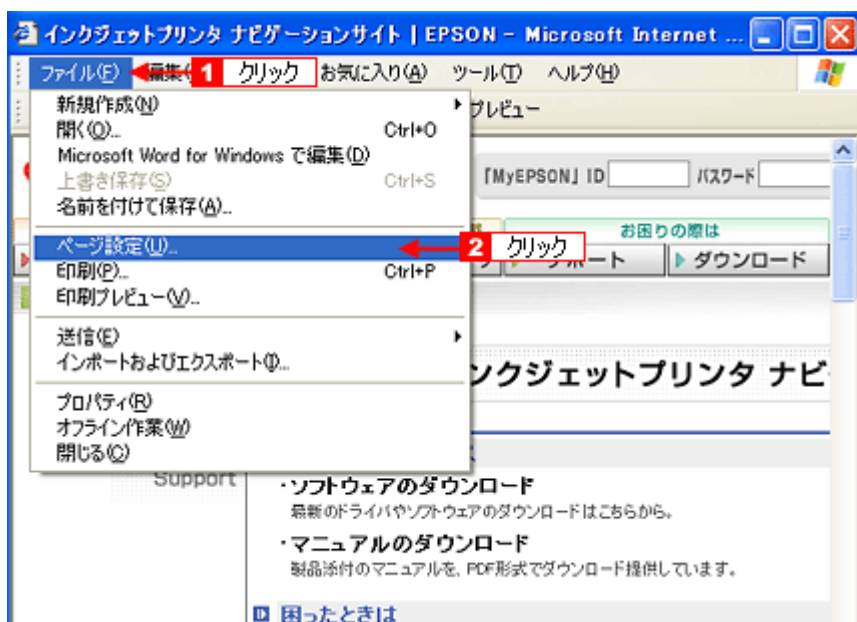 インクジェットプリンタ ナビゲーションサイト | EPSON - Microsoft Internet ...
ファイル(F) 編集( 1 クリック お気に入り(A) ツール(T) ヘルプ(H)
新規作成(N)
プレビュー
開く(O)... Ctrl+O
Microsoft Word for Windows で編集(D)
上書き保存(S) Ctrl+S
「MyEPSON」 ID パスワード
名前を付けて保存(A)...
お困りの際は
ページ設定(U)... 2 クリック
ポート ダウンロード
印刷(P)... Ctrl+P
印刷プレビュー(V)...
送信(E)
インポートおよびエクスポート(I)...
ンクジェットプリンタ ナビ
プロパティ(R)
オフライン作業(W)
閉じる(C)
Support
・ソフトウェアのダウンロード
最新のドライバやソフトウェアのダウンロードはこちらから。
・マニュアルのダウンロード
製品添付のマニュアルを、PDF形式でダウンロード提供しています。
困ったときは